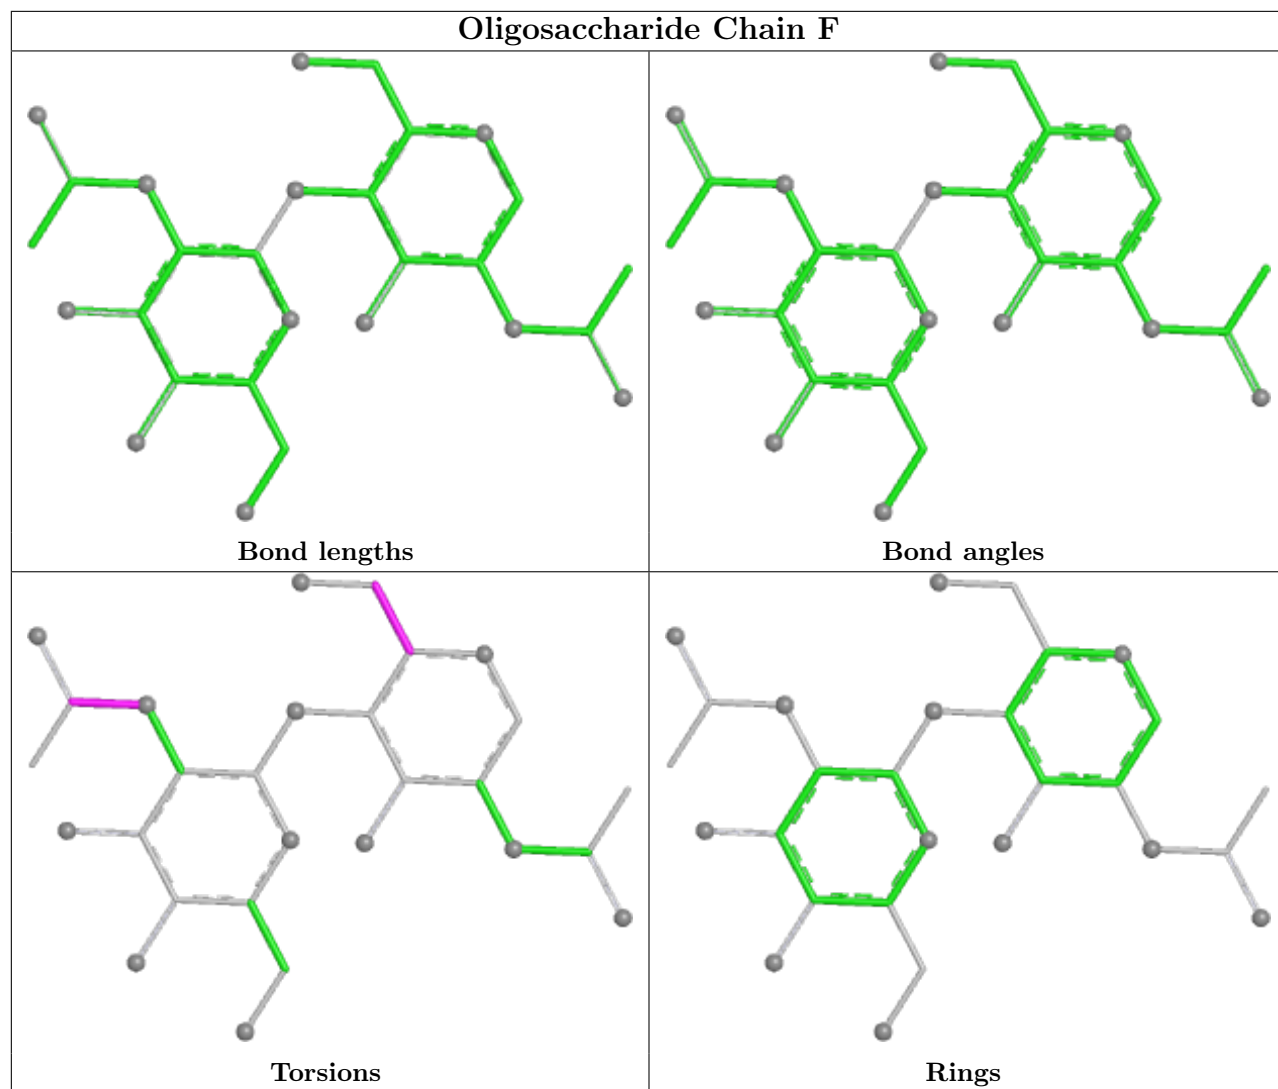 Oligosaccharide Chain F
Bond lengths
Bond angles
Torsions
Rings